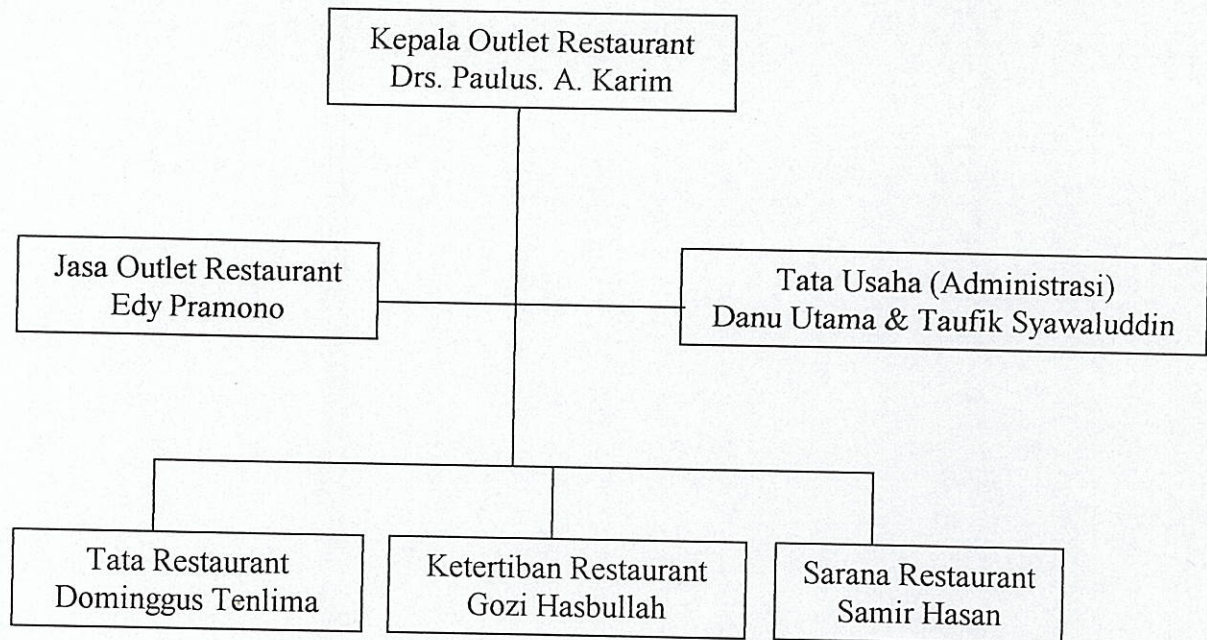 Kepala Outlet Restaurant
Drs. Paulus. A. Karim
Jasa Outlet Restaurant
Edy Pramono
Tata Usaha (Administrasi)
Danu Utama & Taufik Syawaluddin
Tata Restaurant
Dominggus Tenlima
Ketertiban Restaurant
Gozi Hasbullah
Sarana Restaurant
Samir Hasan